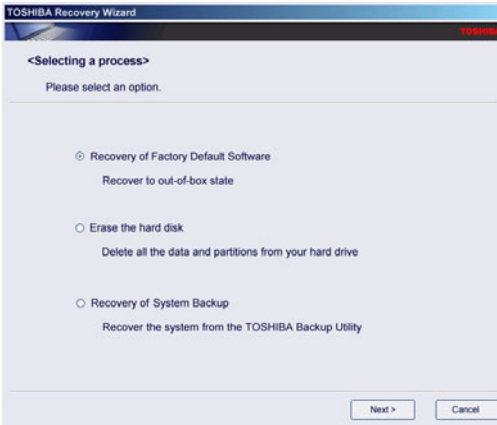 TOSHIBA Recovery Wizard
TOSHIBA
<Selecting a process>
Please select an option.
Recovery of Factory Default Software
Recover to out-of-box state
Erase the hard disk
Delete all the data and partitions from your hard drive
Recovery of System Backup
Recover the system from the TOSHIBA Backup Utility
Next >
Cancel